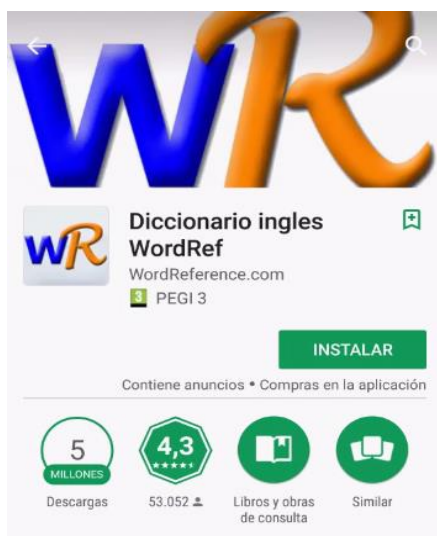 WR
WR
Diccionario ingles
WordRef
WordReference.com
3 PEGI 3
INSTALAR
Contiene anuncios • Compras en la aplicación
5
MILLONES
Descargas
4,3
53.052
Libros y obras
de consulta
Similar